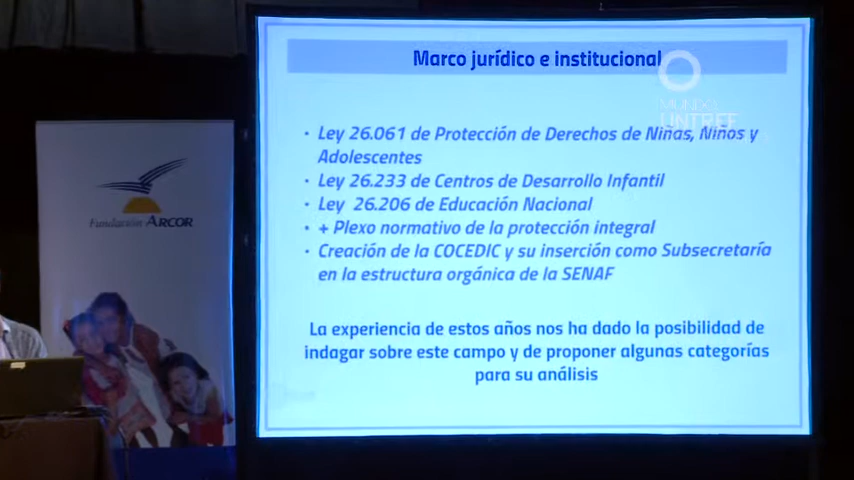 Marco jurídico e institucional
MUNDO
UNTREF
· Ley 26.061 de Protección de Derechos de Niñas, Niños y
Adolescentes
· Ley 26.233 de Centros de Desarrollo Infantil
· Ley 26.206 de Educación Nacional
· + Plexo normativo de la protección integral
· Creación de la COCEDIC y su inserción como Subsecretaría
en la estructura orgánica de la SENAF
La experiencia de estos años nos ha dado la posibilidad de
indagar sobre este campo y de proponer algunas categorías
para su análisis
Fundación ARCOR